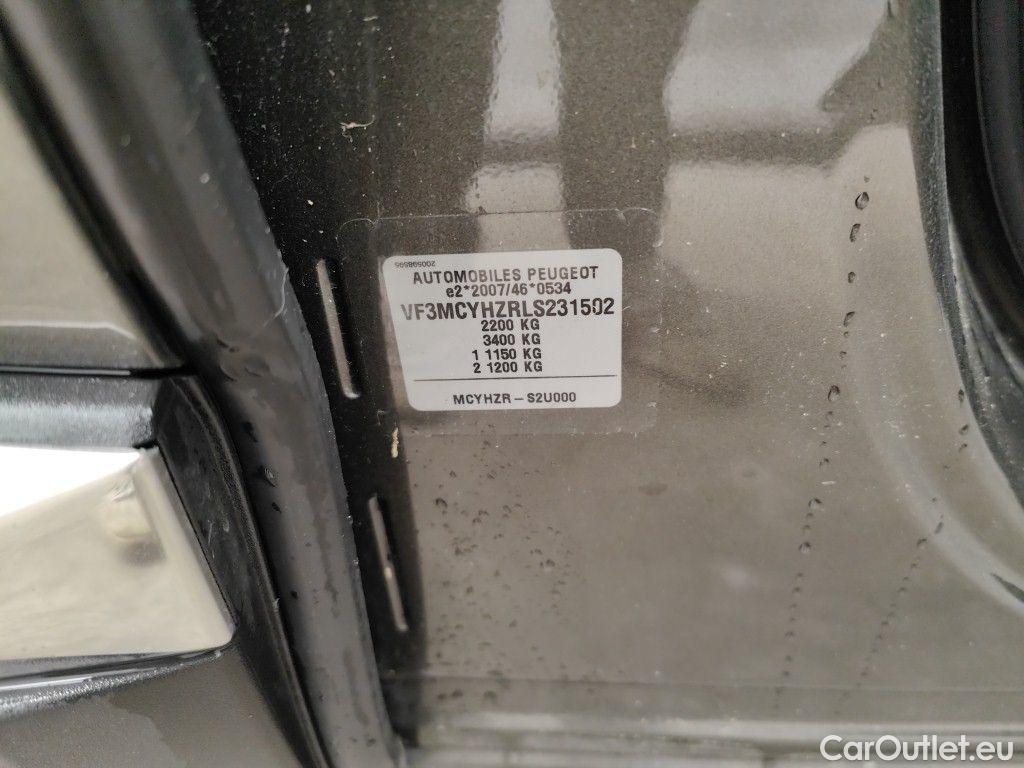 200598595
AUTOMOBILES PEUGEOT
e2*2007/46*0534
VF3MCYHZRLS231502
2200 KG
3400 KG
1 1150 KG
2 1200 KG
MCYHZR – S2U000
CarOutlet.eu